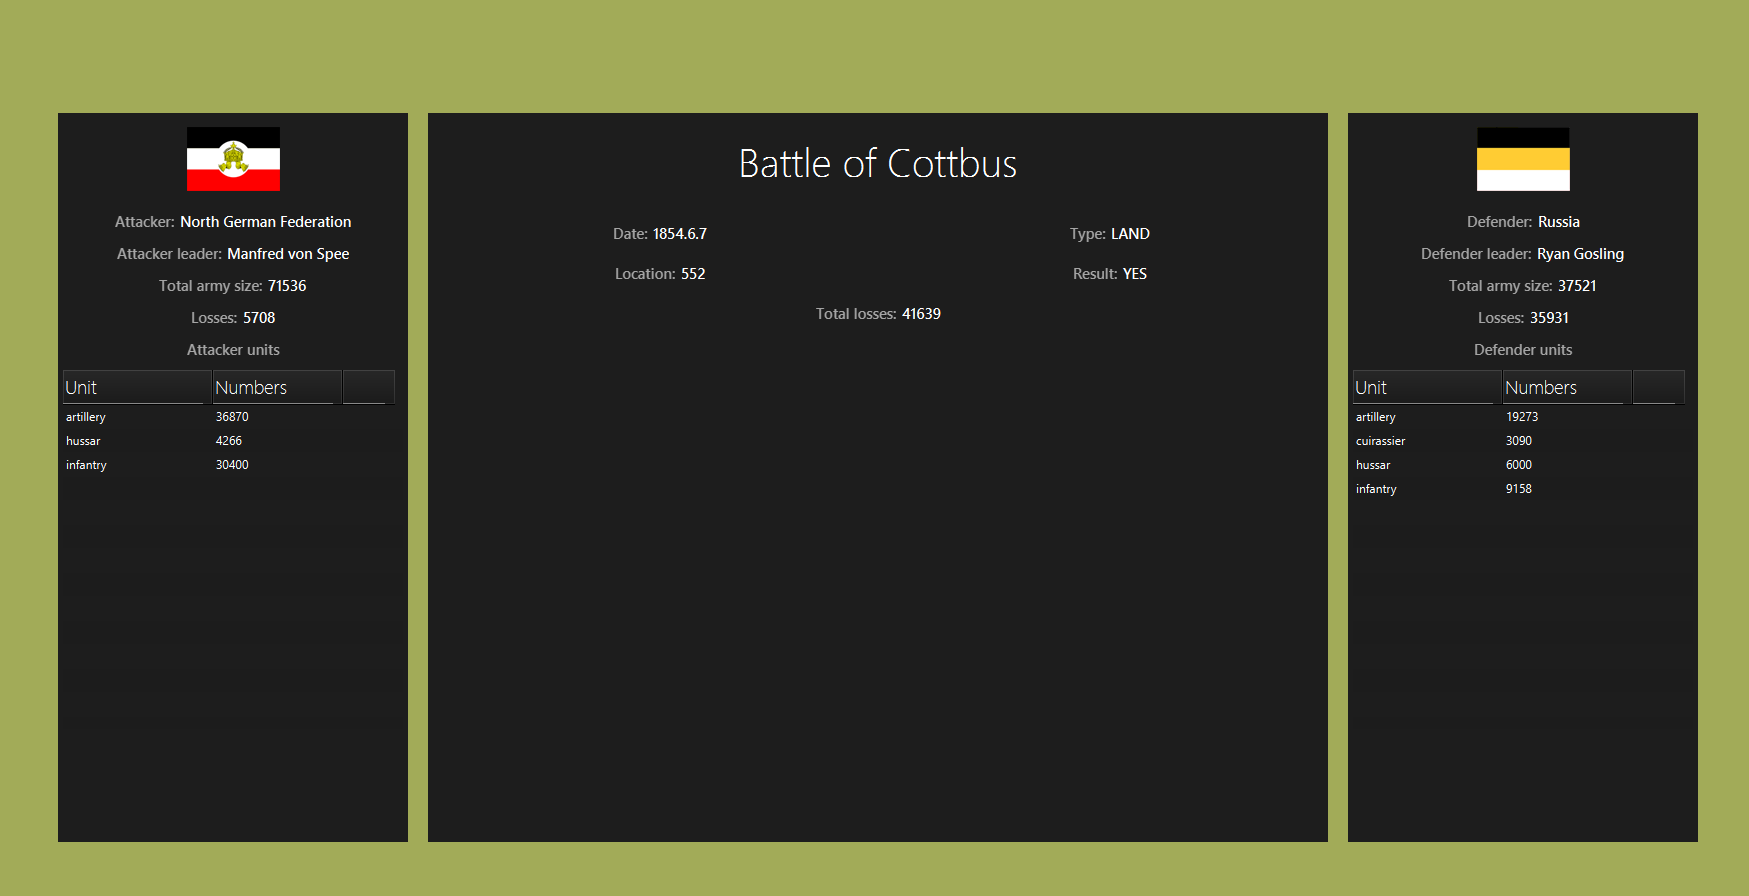 Attacker: North German Federation
Attacker leader: Manfred von Spee
Total army size: 71536
Losses: 5708
Attacker units
Unit Numbers
artillery 36870
hussar 4266
infantry 30400
Battle of Cottbus
Date: 1854.6.7 Type: LAND
Location: 552 Result: YES
Total losses: 41639
Defender: Russia
Defender leader: Ryan Gosling
Total army size: 37521
Losses: 35931
Defender units
Unit Numbers
artillery 19273
cuirassier 3090
hussar 6000
infantry 9158